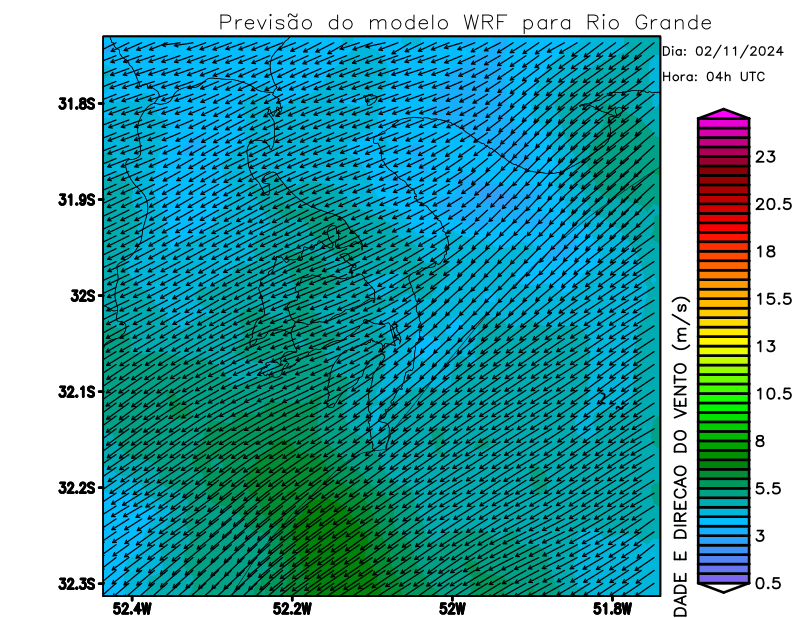 Previsão do modelo WRF para Rio Grande
Dia: 02/11/2024
Hora: 04h UTC
31.8S
31.9S
32S
32.1S
32.2S
32.3S
52.4W
52.2W
52W
51.8W
DADE E DIRECAO DO VENTO (m/s)
23
20.5
18
15.5
13
10.5
8
5.5
3
0.5